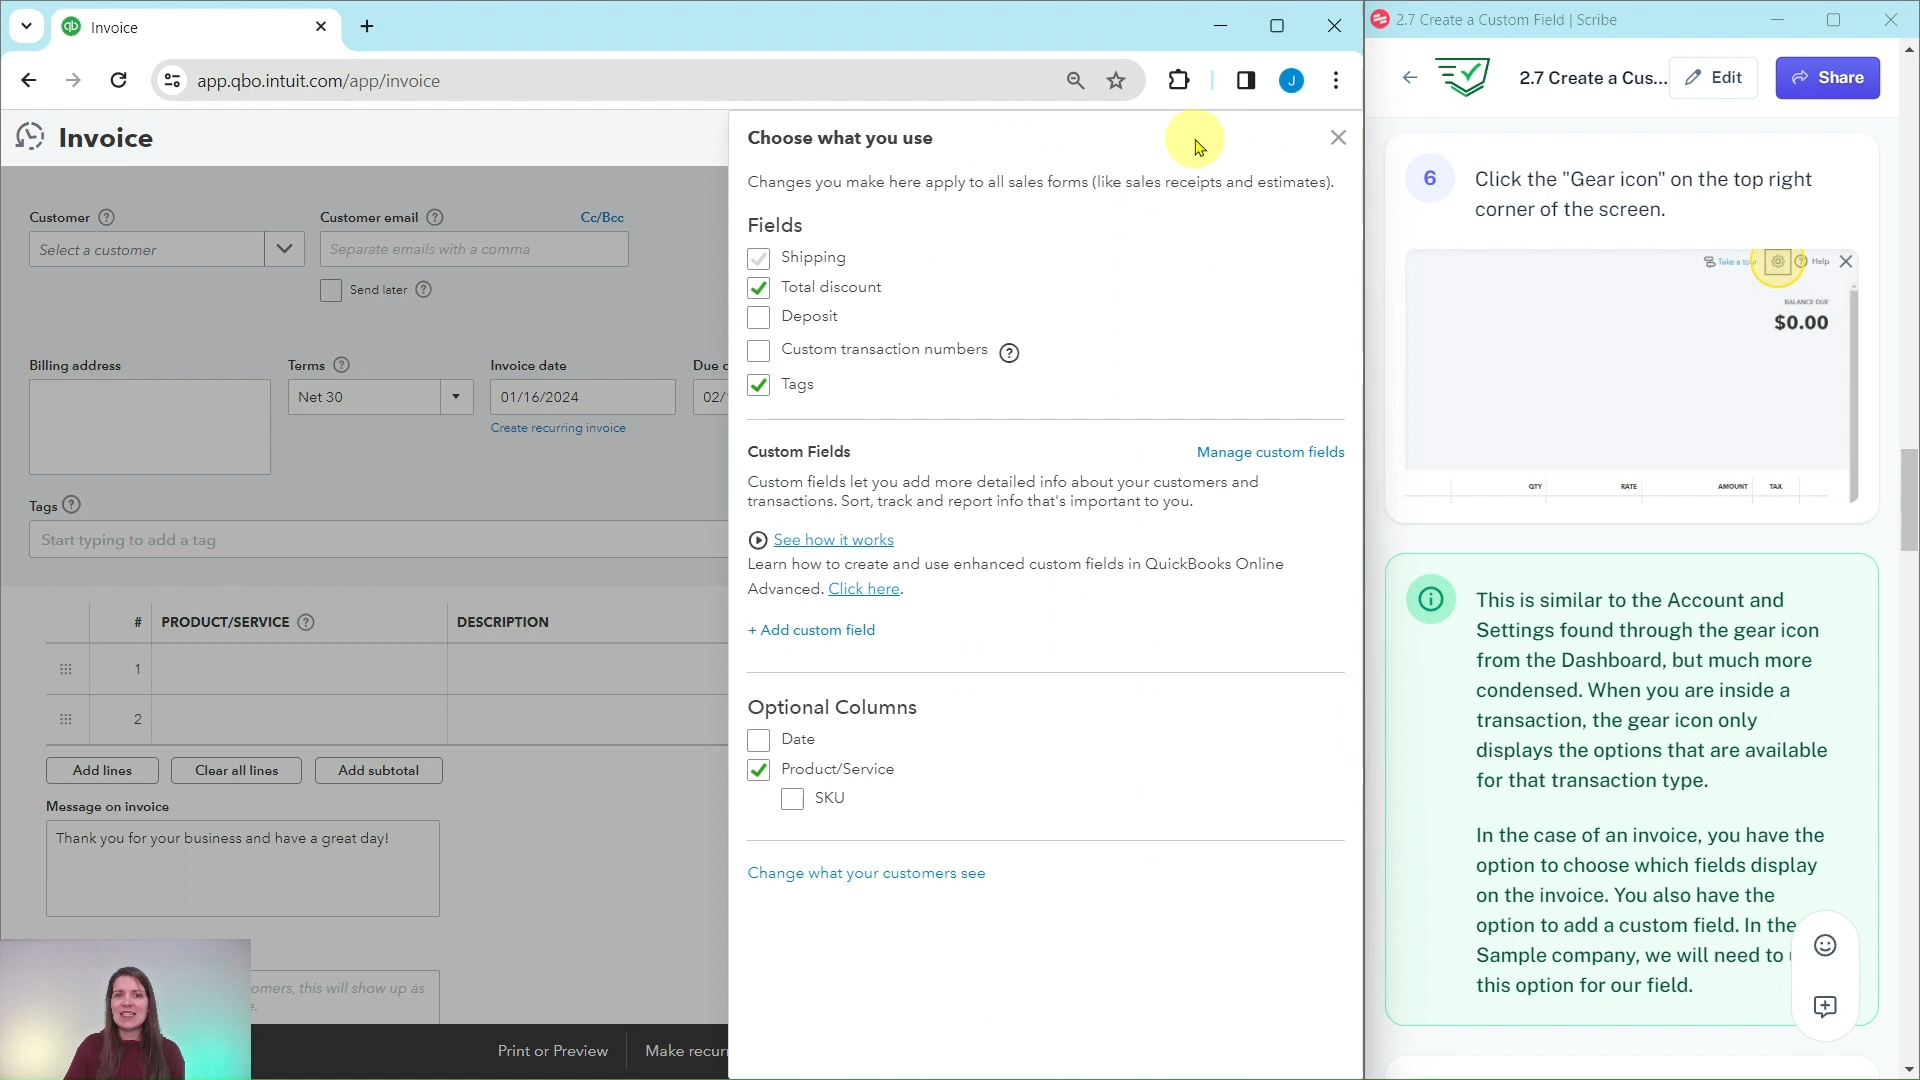 Invoice
app.qbo.intuit.com/app/invoice
J
Invoice
Customer
Customer email
Cc/Bcc
Select a customer
Separate emails with a comma
Send later
Billing address
Terms
Invoice date
Due
Net 30
01/16/2024
02/
Create recurring invoice
Tags
Start typing to add a tag
# PRODUCT/SERVICE DESCRIPTION
1
2
Add lines
Clear all lines
Add subtotal
Message on invoice
Thank you for your business and have a great day!
omers, this will show up as
Print or Preview
Make recur
Choose what you use
Changes you make here apply to all sales forms (like sales receipts and estimates).
Fields
Shipping
Total discount
Deposit
Custom transaction numbers
Tags
Custom Fields
Manage custom fields
Custom fields let you add more detailed info about your customers and
transactions. Sort, track and report info that's important to you.
See how it works
Learn how to create and use enhanced custom fields in QuickBooks Online
Advanced. Click here.
+ Add custom field
Optional Columns
Date
Product/Service
SKU
Change what your customers see
2.7 Create a Custom Field | Scribe
2.7 Create a Cus...
Edit
Share
6
Click the "Gear icon" on the top right
corner of the screen.
Take a tour
Help
BALANCE DUE
$0.00
QTY RATE AMOUNT TAX
This is similar to the Account and
Settings found through the gear icon
from the Dashboard, but much more
condensed. When you are inside a
transaction, the gear icon only
displays the options that are available
for that transaction type.
In the case of an invoice, you have the
option to choose which fields display
on the invoice. You also have the
option to add a custom field. In the
Sample company, we will need to
this option for our field.